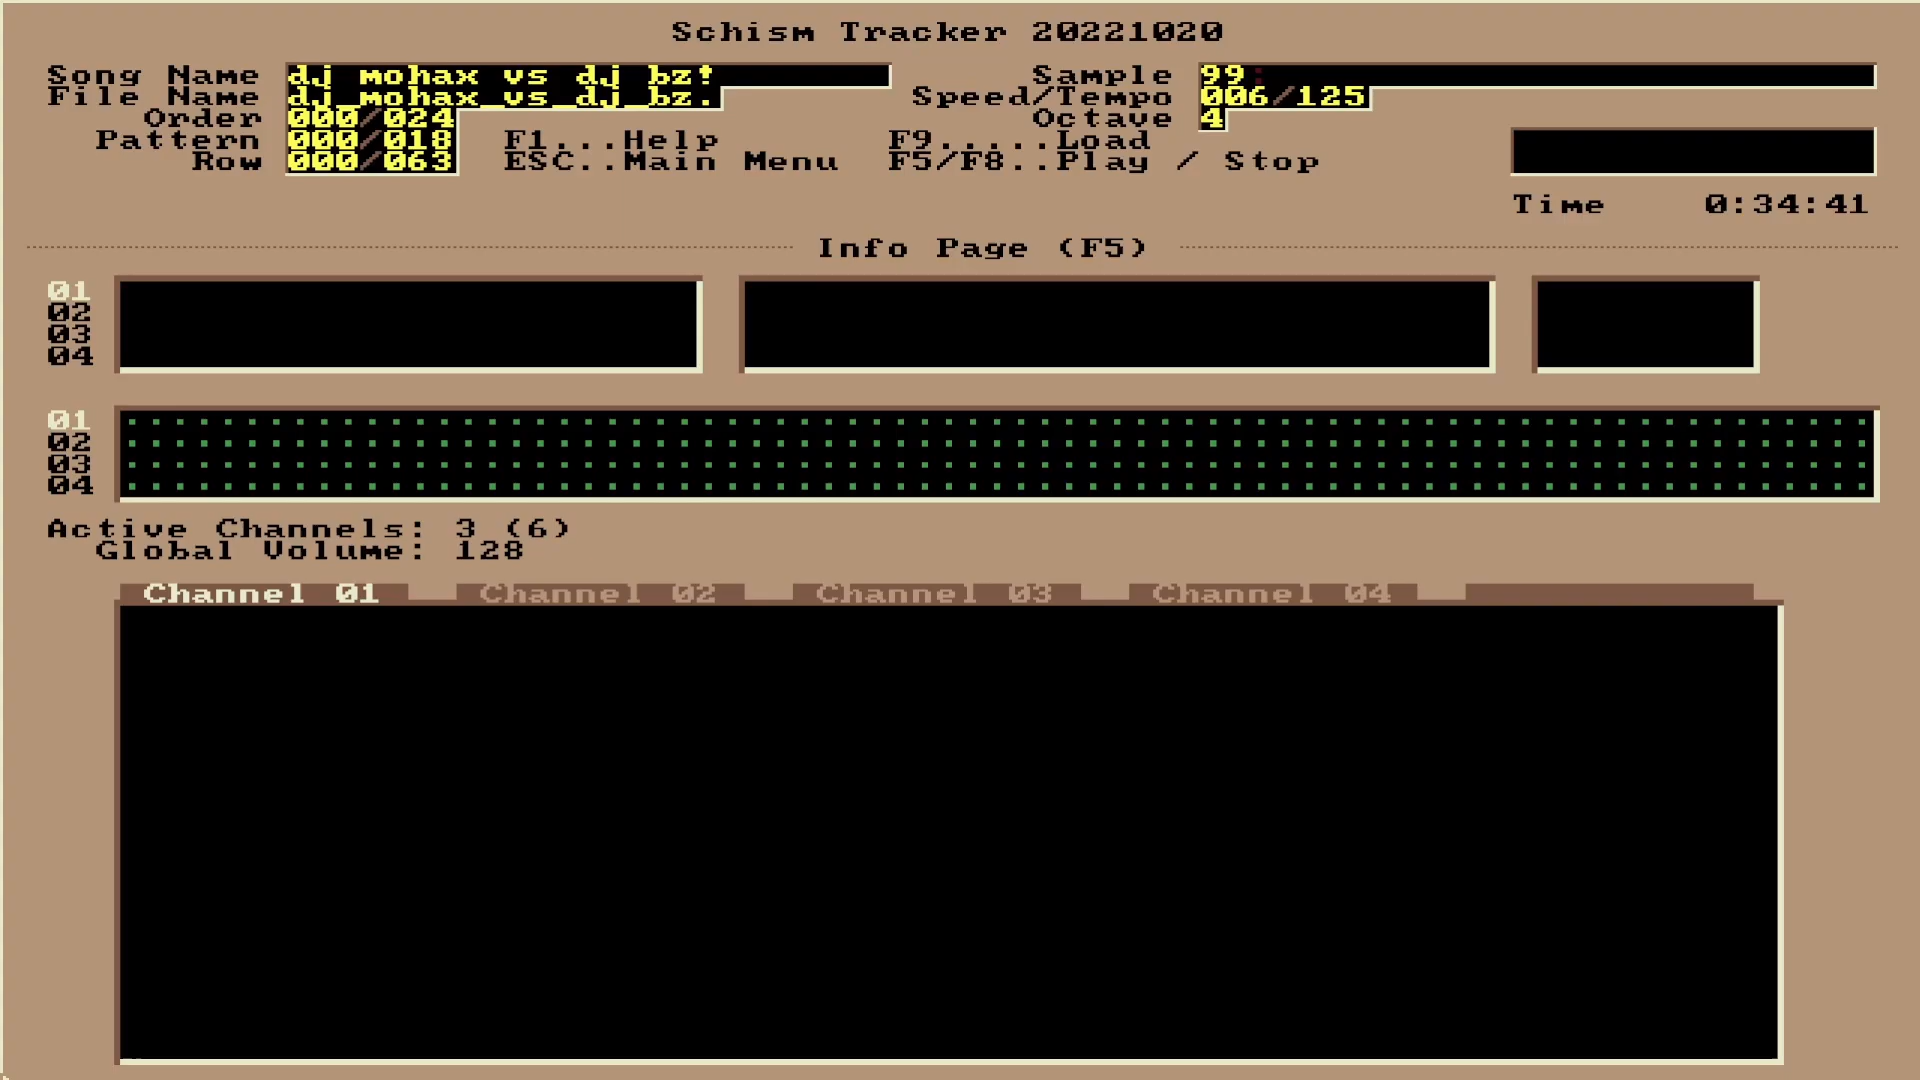 Schism Tracker 20221020
Song Name dj mohax vs dj bz! Sample 99:
File Name dj_mohax_vs_dj_bz. Speed/Tempo 006/125
Order 000/024 Octave 4
Pattern 000/018 F1...Help F9.....Load
Row 000/063 ESC..Main Menu F5/F8..Play / Stop
Time 0:34:41
Info Page (F5)
01
02
03
04
01
02
03
04
Active Channels: 3 (6)
Global Volume: 128
Channel 01 Channel 02 Channel 03 Channel 04